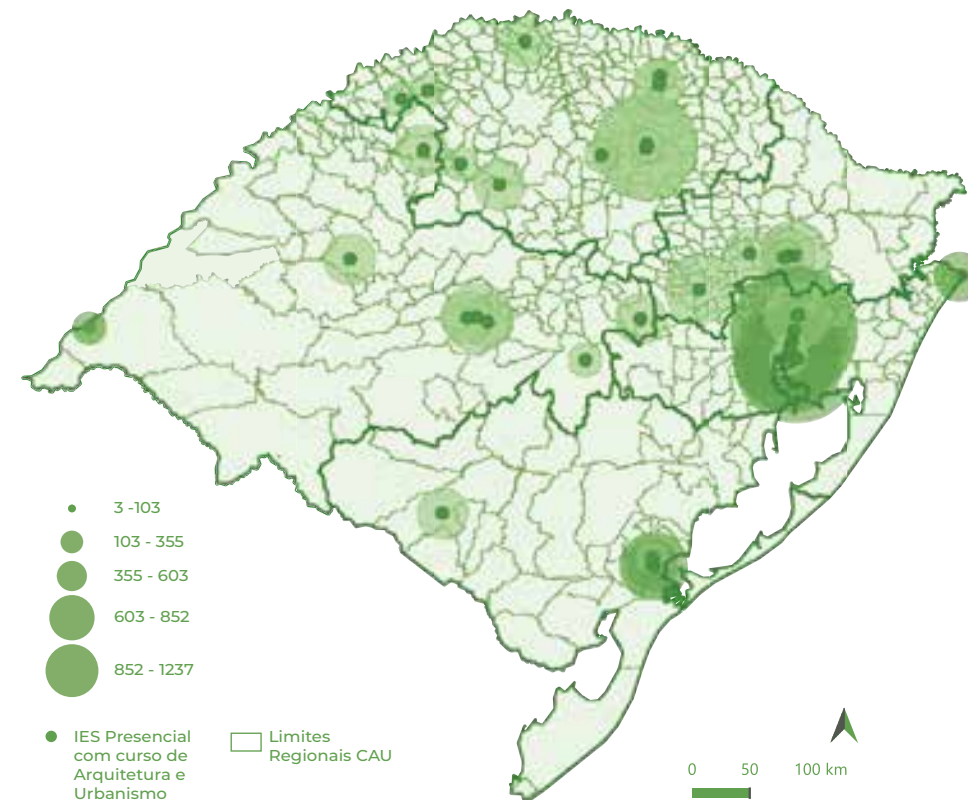 3 -103
103 - 355
355 - 603
603 - 852
852 - 1237
IES Presencial
com curso de
Arquitetura e
Urbanismo
Limites
Regionais CAU
0 50 100 km